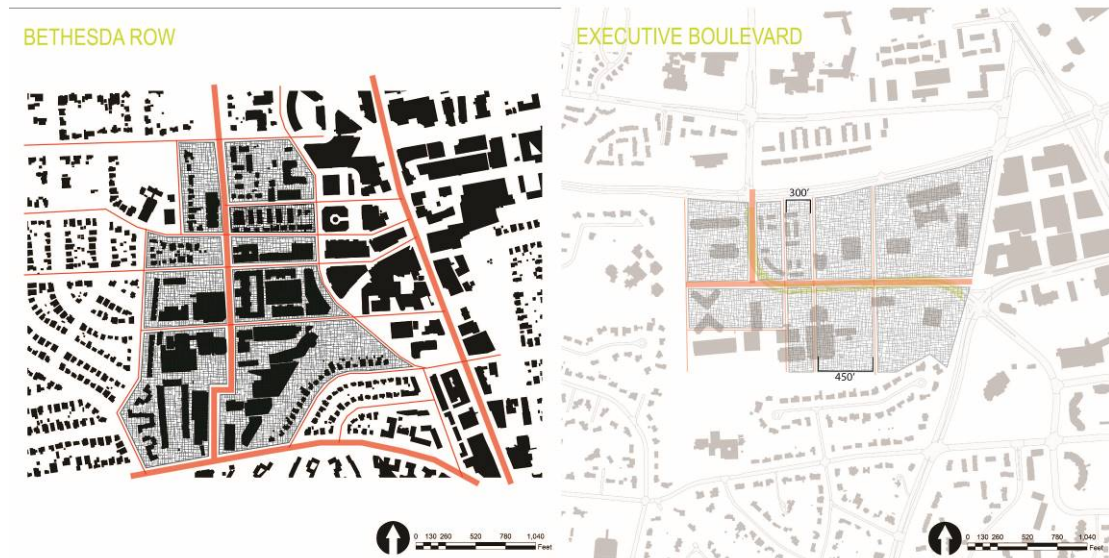 BETHESDA ROW
0 130 260 520 780 1,040
Feet
EXECUTIVE BOULEVARD
300'
450'
0 130 260 520 780 1,040
Feet